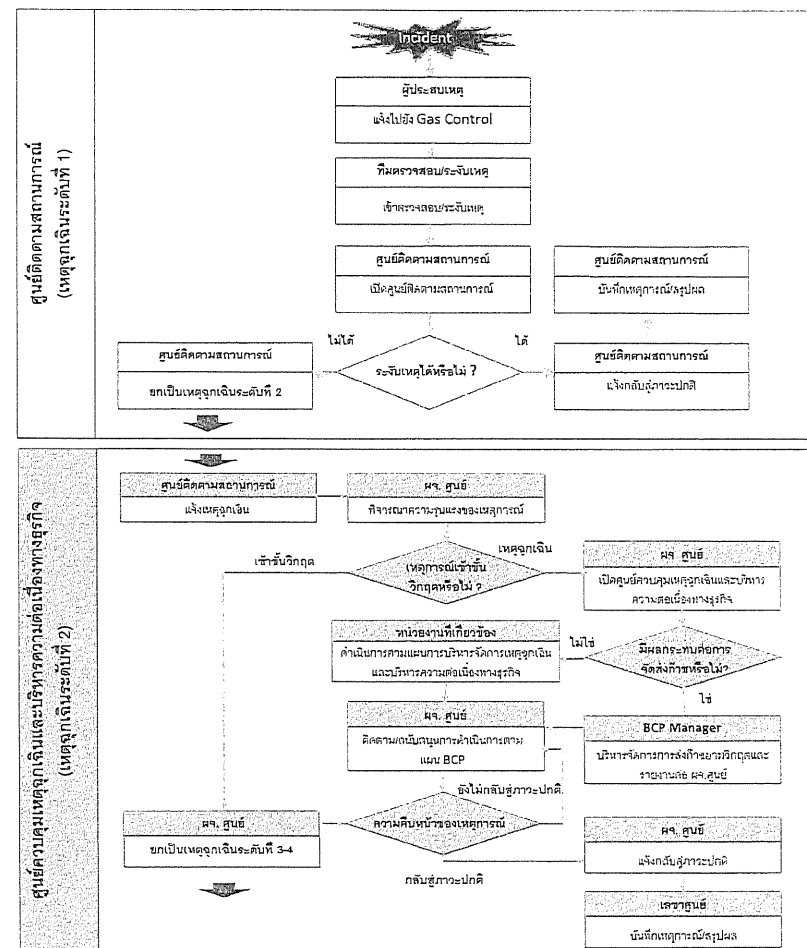 ศูนย์ติดตามสถานการณ์
(เหตุฉุกเฉินระดับที่ 1)
Incident
ผู้ประสบเหตุ
แจ้งไปยัง Gas Control
ทีมตรวจสอบ/ระงับเหตุ
เข้าตรวจสอบ/ระงับเหตุ
ศูนย์ติดตามสถานการณ์
เปิดศูนย์ติดตามสถานการณ์
ศูนย์ติดตามสถานการณ์
บันทึกเหตุการณ์/สรุปผล
ไม่ได้
ได้
ระงับเหตุได้หรือไม่ ?
ศูนย์ติดตามสถานการณ์
ยกเป็นเหตุฉุกเฉินระดับที่ 2
ศูนย์ติดตามสถานการณ์
แจ้งกลับสู่ภาวะปกติ
ศูนย์ควบคุมเหตุฉุกเฉินและบริหารความต่อเนื่องทางธุรกิจ
(เหตุฉุกเฉินระดับที่ 2)
ศูนย์ติดตามสถานการณ์
แจ้งเหตุฉุกเฉิน
ผจ. ศูนย์
พิจารณาความรุนแรงของเหตุการณ์
เข้าขั้นวิกฤต
เหตุฉุกเฉิน
เหตุการณ์เข้าขั้น
วิกฤตหรือไม่ ?
ผจ. ศูนย์
เปิดศูนย์ควบคุมเหตุฉุกเฉินและบริหาร
ความต่อเนื่องทางธุรกิจ
หน่วยงานที่เกี่ยวข้อง
ดำเนินการตามแผนการบริหารจัดการเหตุฉุกเฉิน
และบริหารความต่อเนื่องทางธุรกิจ
ไม่ใช่
มีผลกระทบต่อการ
จัดส่งก๊าซหรือไม่?
ใช่
ผจ. ศูนย์
ติดตาม/สนับสนุนการดำเนินการตาม
แผน BCP
BCP Manager
บริหารจัดการการส่งก๊าซยามวิกฤตและ
รายงานต่อ ผจ.ศูนย์
ยังไม่กลับสู่ภาวะปกติ
ความคืบหน้าของเหตุการณ์
ผจ. ศูนย์
ยกเป็นเหตุฉุกเฉินระดับที่ 3-4
กลับสู่ภาวะปกติ
ผจ. ศูนย์
แจ้งกลับสู่ภาวะปกติ
เลขาศูนย์
บันทึกเหตุการณ์/สรุปผล